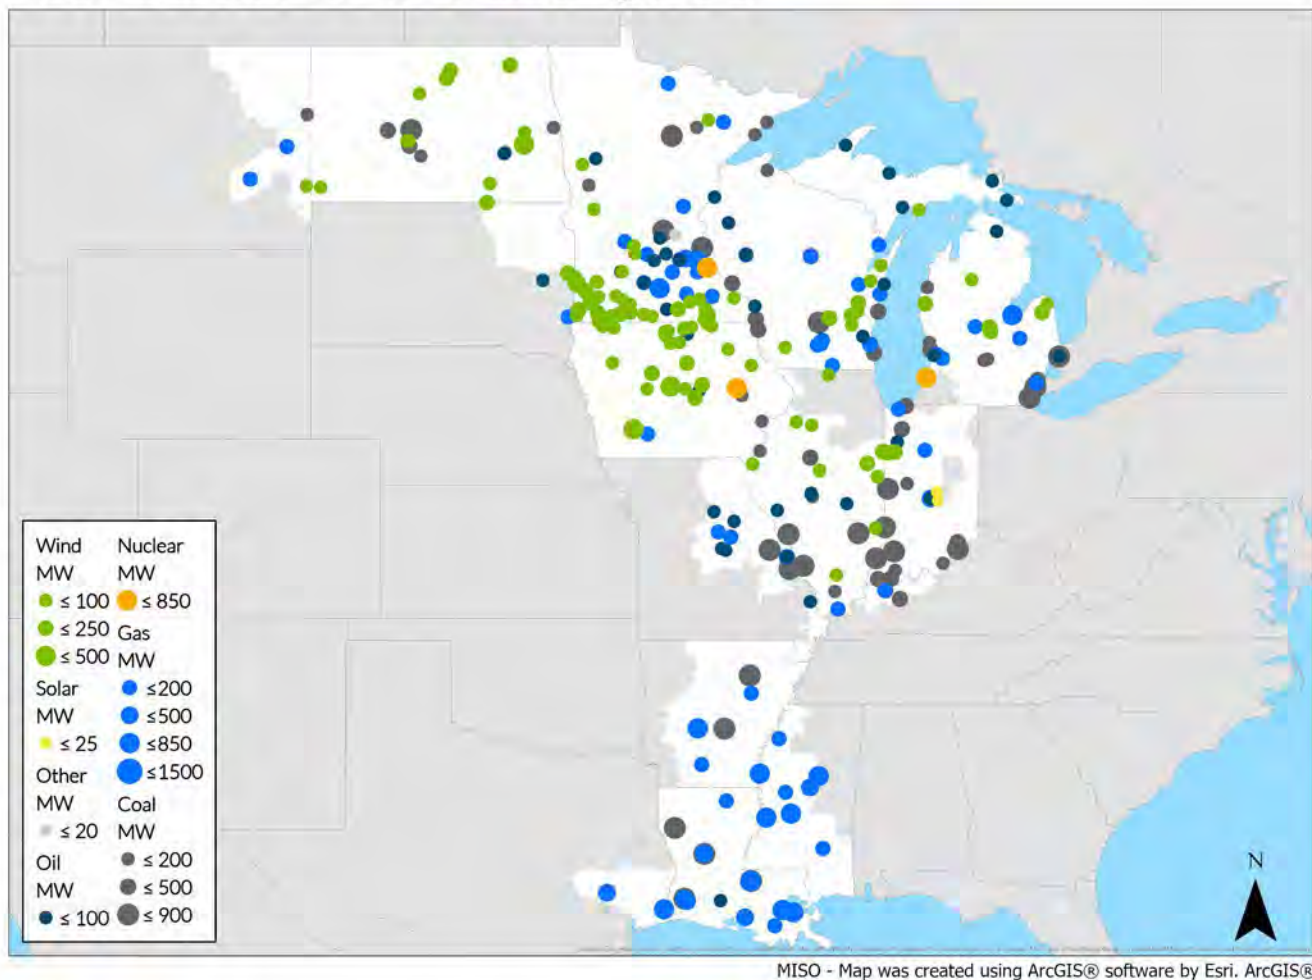 Wind
MW
≤ 100
≤ 250
≤ 500
Solar
MW
≤ 25
Other
MW
≤ 20
Oil
MW
≤ 100
Nuclear
MW
≤ 850
Gas
MW
≤200
≤500
≤850
≤1500
Coal
MW
≤ 200
≤ 500
≤ 900
N
MISO - Map was created using ArcGIS® software by Esri. ArcGIS®